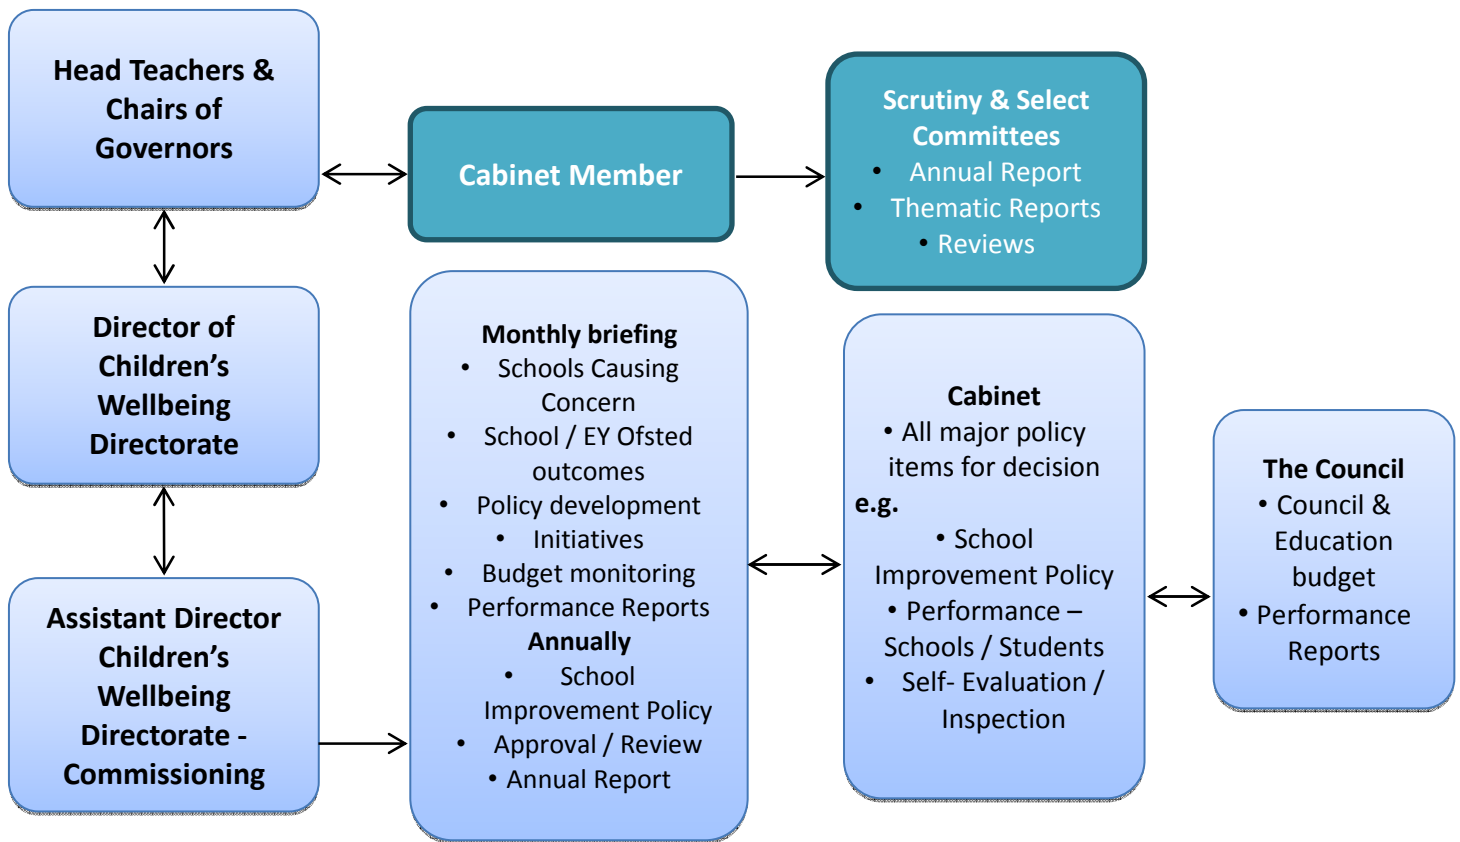 Head Teachers &
Chairs of
Governors
Cabinet Member
Scrutiny & Select
Committees
• Annual Report
• Thematic Reports
• Reviews
Director of
Children’s
Wellbeing
Directorate
Assistant Director
Children’s
Wellbeing
Directorate -
Commissioning
Monthly briefing
• Schools Causing
Concern
• School / EY Ofsted
outcomes
• Policy development
• Initiatives
• Budget monitoring
• Performance Reports
Annually
• School
Improvement Policy
• Approval / Review
• Annual Report
Cabinet
• All major policy
items for decision
e.g.
• School
Improvement Policy
• Performance –
Schools / Students
• Self- Evaluation /
Inspection
The Council
• Council &
Education
budget
• Performance
Reports